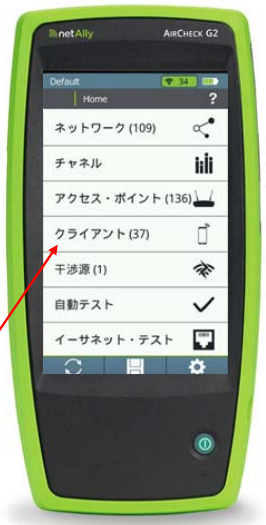 netAlly AIRCHECK G2
Default 34
Home ?
ネットワーク (109)
チャネル
アクセス・ポイント (136)
クライアント (37)
干渉源 (1)
自動テスト
イーサネット・テスト